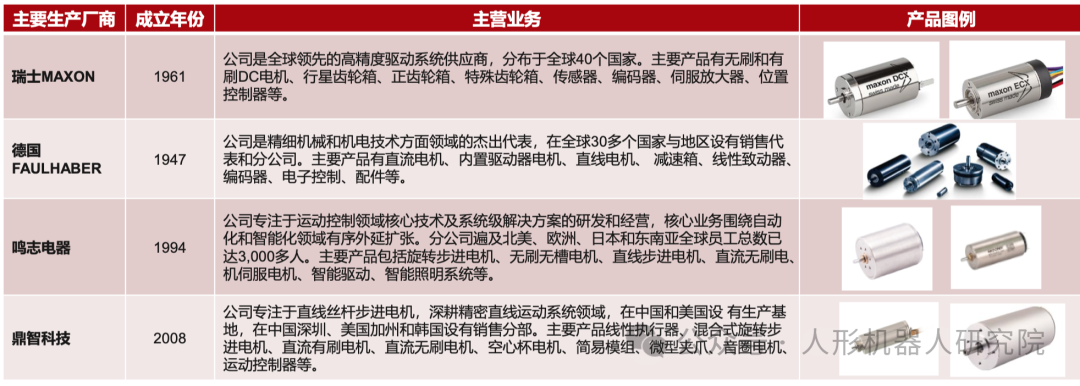 主要生产厂商 成立年份 主营业务 产品图例
瑞士MAXON 1961
公司是全球领先的高精度驱动系统供应商，分布于全球40个国家。主要产品有无刷和有
刷DC电机、行星齿轮箱、正齿轮箱、特殊齿轮箱、传感器、编码器、伺服放大器、位置
控制器等。
maxon DCX
swiss made
maxon ECX
swiss made
德国
FAULHABER
1947
公司是精细机械和机电技术方面领域的杰出代表，在全球30多个国家与地区设有销售代
表和分公司。主要产品有直流电机、内置驱动器电机、直线电机、 减速箱、线性致动器、
编码器、电子控制、配件等。
鸣志电器 1994
公司专注于运动控制领域核心技术及系统级解决方案的研发和经营，核心业务围绕自动
化和智能化领域有序外延扩张。分公司遍及北美、欧洲、日本和东南亚全球员工总数已
达3,000多人。主要产品包括旋转步进电机、无刷无槽电机、直线步进电机、直流无刷电、
机伺服电机、智能驱动、智能照明系统等。
鼎智科技 2008
公司专注于直线丝杆步进电机，深耕精密直线运动系统领域，在中国和美国设 有生产基
地，在中国深圳、美国加州和韩国设有销售分部。主要产品线性执行器、混合式旋转步
进电机、直流有刷电机、直流无刷电机、空心杯电机、简易模组、微型夹爪、音圈电机、
运动控制器等。
· 人形机器人研究院